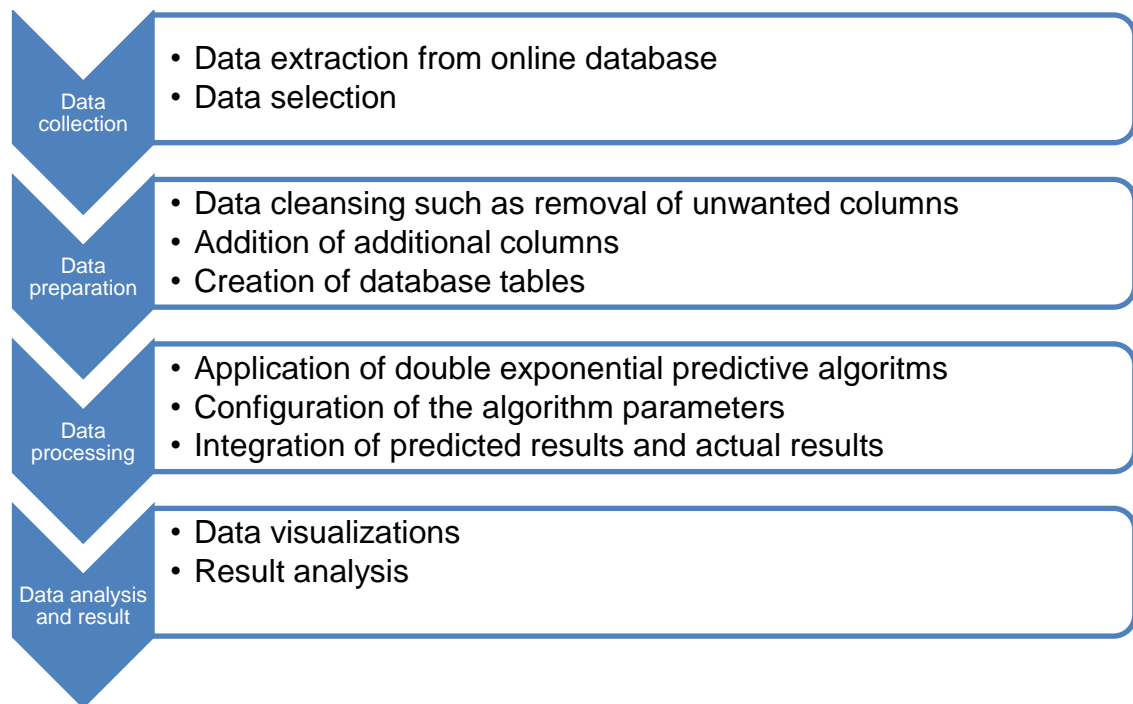 Data
collection
• Data extraction from online database
• Data selection
Data
preparation
• Data cleansing such as removal of unwanted columns
• Addition of additional columns
• Creation of database tables
Data
processing
• Application of double exponential predictive algoritms
• Configuration of the algorithm parameters
• Integration of predicted results and actual results
Data analysis
and result
• Data visualizations
• Result analysis